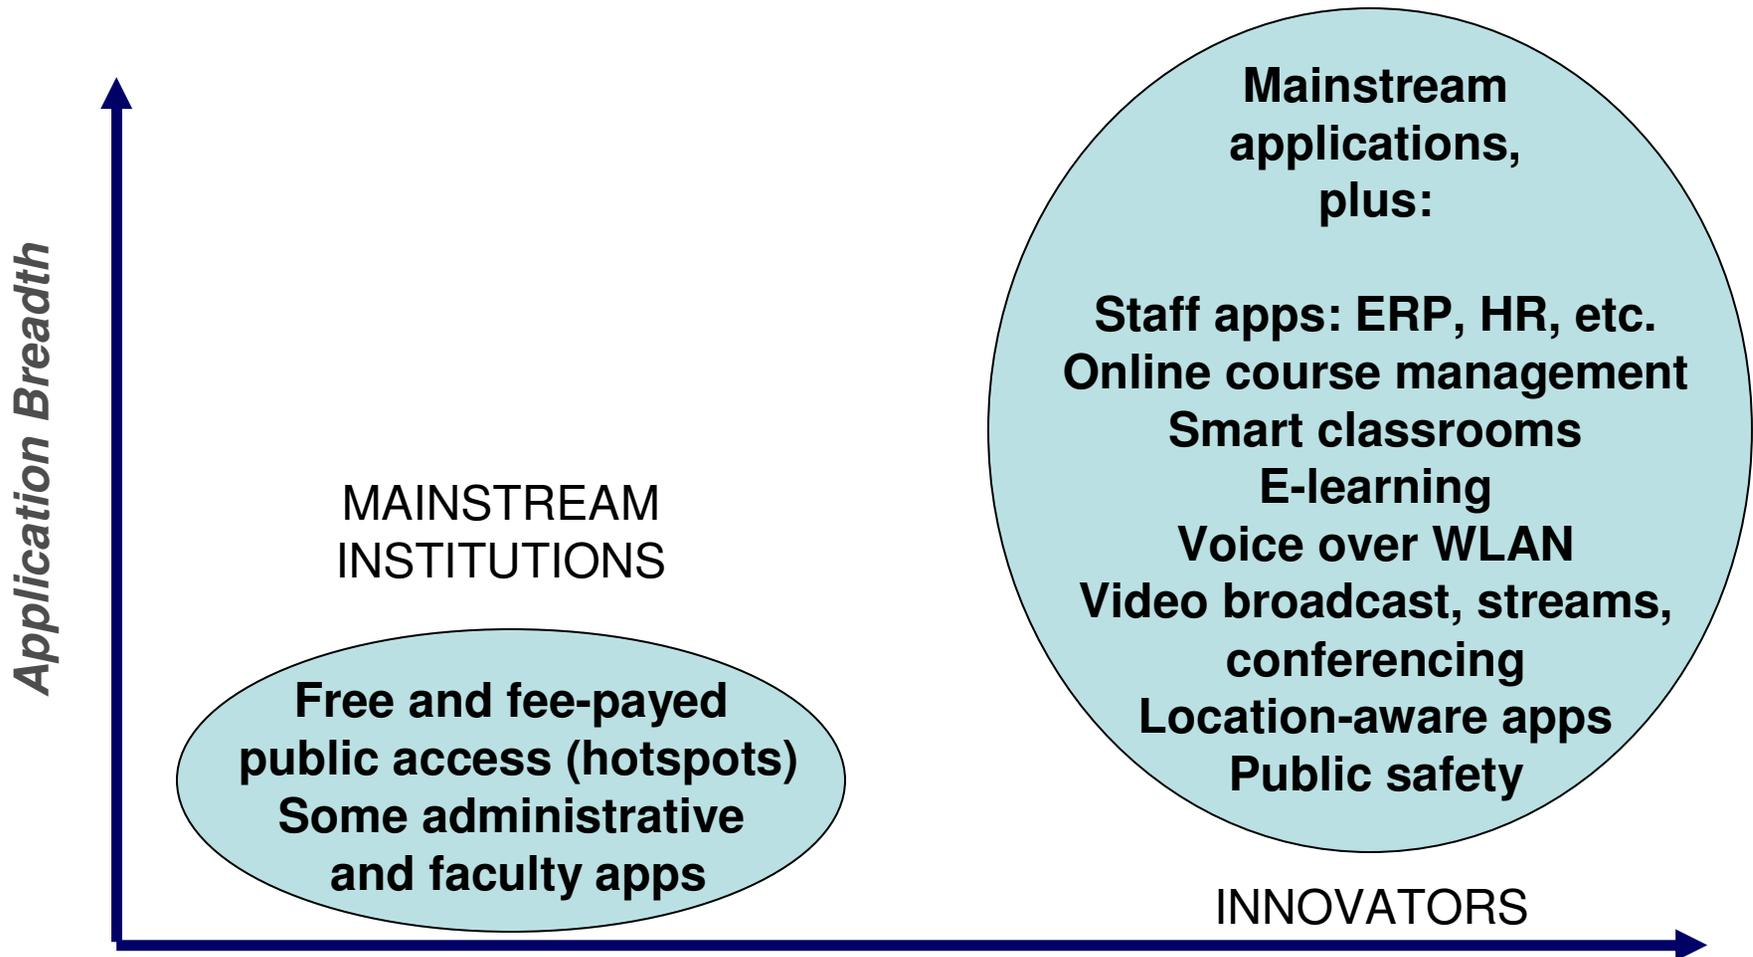 Application Breadth
MAINSTREAM
INSTITUTIONS
Free and fee-payed
public access (hotspots)
Some administrative
and faculty apps
Mainstream
applications,
plus:
Staff apps: ERP, HR, etc.
Online course management
Smart classrooms
E-learning
Voice over WLAN
Video broadcast, streams,
conferencing
Location-aware apps
Public safety
INNOVATORS